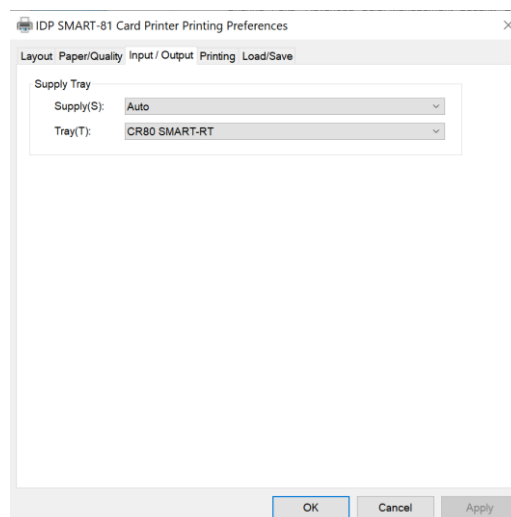 IDP SMART-81 Card Printer Printing Preferences
Layout Paper/Quality Input / Output Printing Load/Save
Supply Tray
Supply(S): Auto
Tray(T): CR80 SMART-RT
OK Cancel Apply